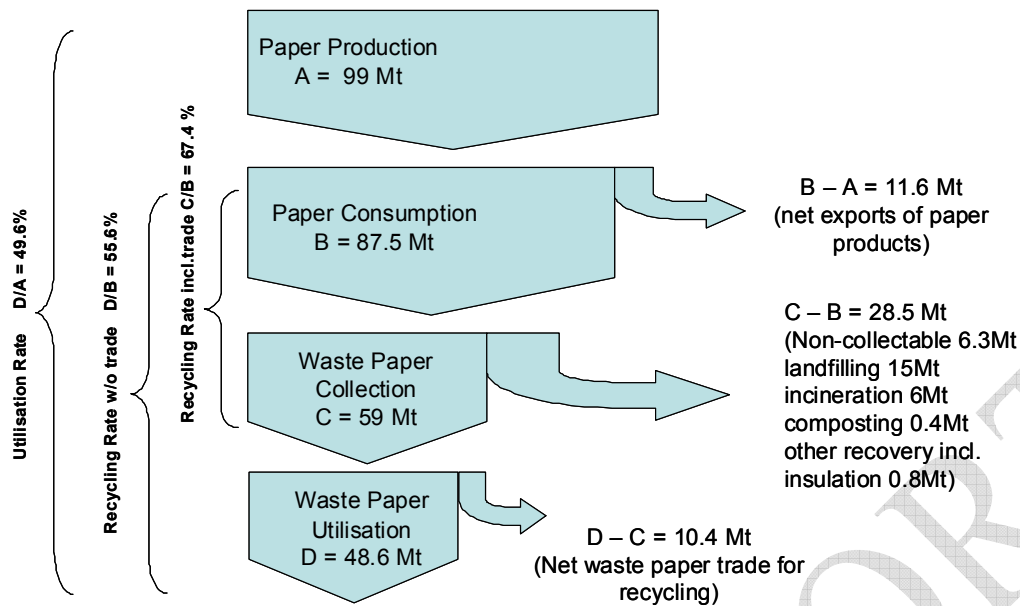 Paper Production
A = 99 Mt
Paper Consumption
B = 87.5 Mt
B – A = 11.6 Mt
(net exports of paper
products)
Waste Paper
Collection
C = 59 Mt
C – B = 28.5 Mt
(Non-collectable 6.3Mt
landfilling 15Mt
incineration 6Mt
composting 0.4Mt
other recovery incl.
insulation 0.8Mt)
Waste Paper
Utilisation
D = 48.6 Mt
D – C = 10.4 Mt
(Net waste paper trade for
recycling)
Utilisation Rate D/A = 49.6%
Recycling Rate w/o trade D/B = 55.6%
Recycling Rate incl.trade C/B = 67.4 %